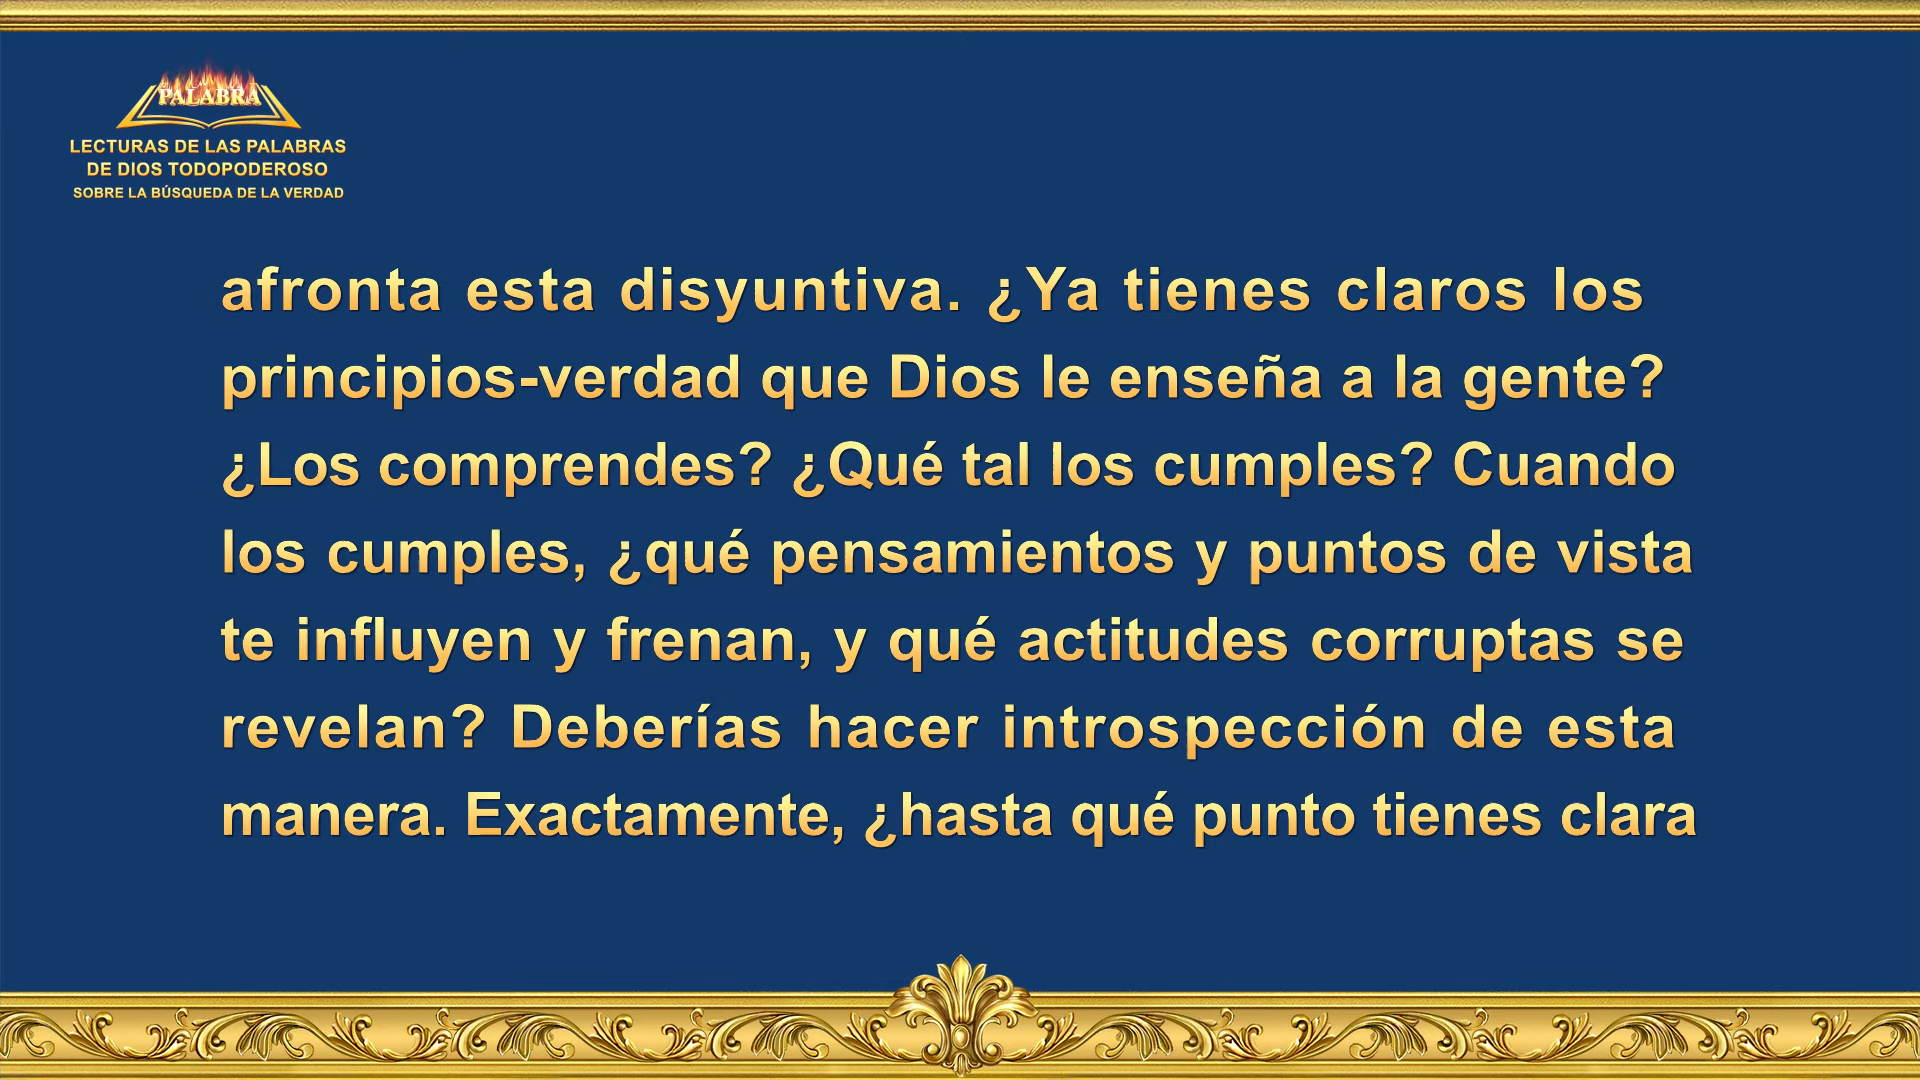 PALABRA
LECTURAS DE LAS PALABRAS
DE DIOS TODOPODEROSO
SOBRE LA BÚSQUEDA DE LA VERDAD
afronta esta disyuntiva. ¿Ya tienes claros los
principios-verdad que Dios le enseña a la gente?
¿Los comprendes? ¿Qué tal los cumples? Cuando
los cumples, ¿qué pensamientos y puntos de vista
te influyen y frenan, y qué actitudes corruptas se
revelan? Deberías hacer introspección de esta
manera. Exactamente, ¿hasta qué punto tienes clara